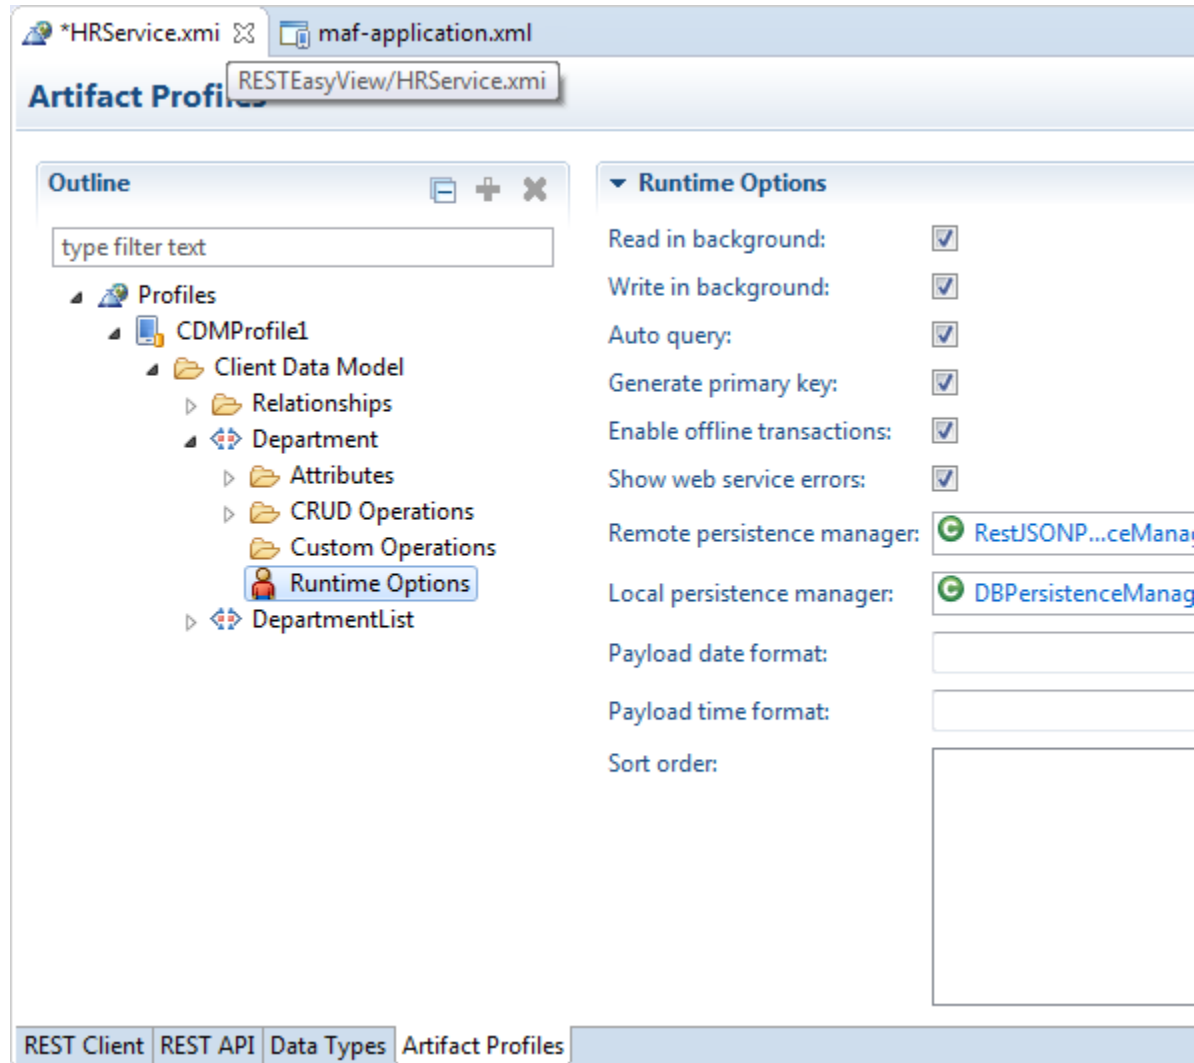 *HRService.xmi maf-application.xml
RESTEasyView/HRService.xmi
Artifact Profiles
Outline
type filter text
Profiles
CDMProfile1
Client Data Model
Relationships
Department
Attributes
CRUD Operations
Custom Operations
Runtime Options
DepartmentList
Runtime Options
Read in background:
Write in background:
Auto query:
Generate primary key:
Enable offline transactions:
Show web service errors:
Remote persistence manager: RestJSONP...ceManag
Local persistence manager: DBPersistenceManag
Payload date format:
Payload time format:
Sort order:
REST Client REST API Data Types Artifact Profiles